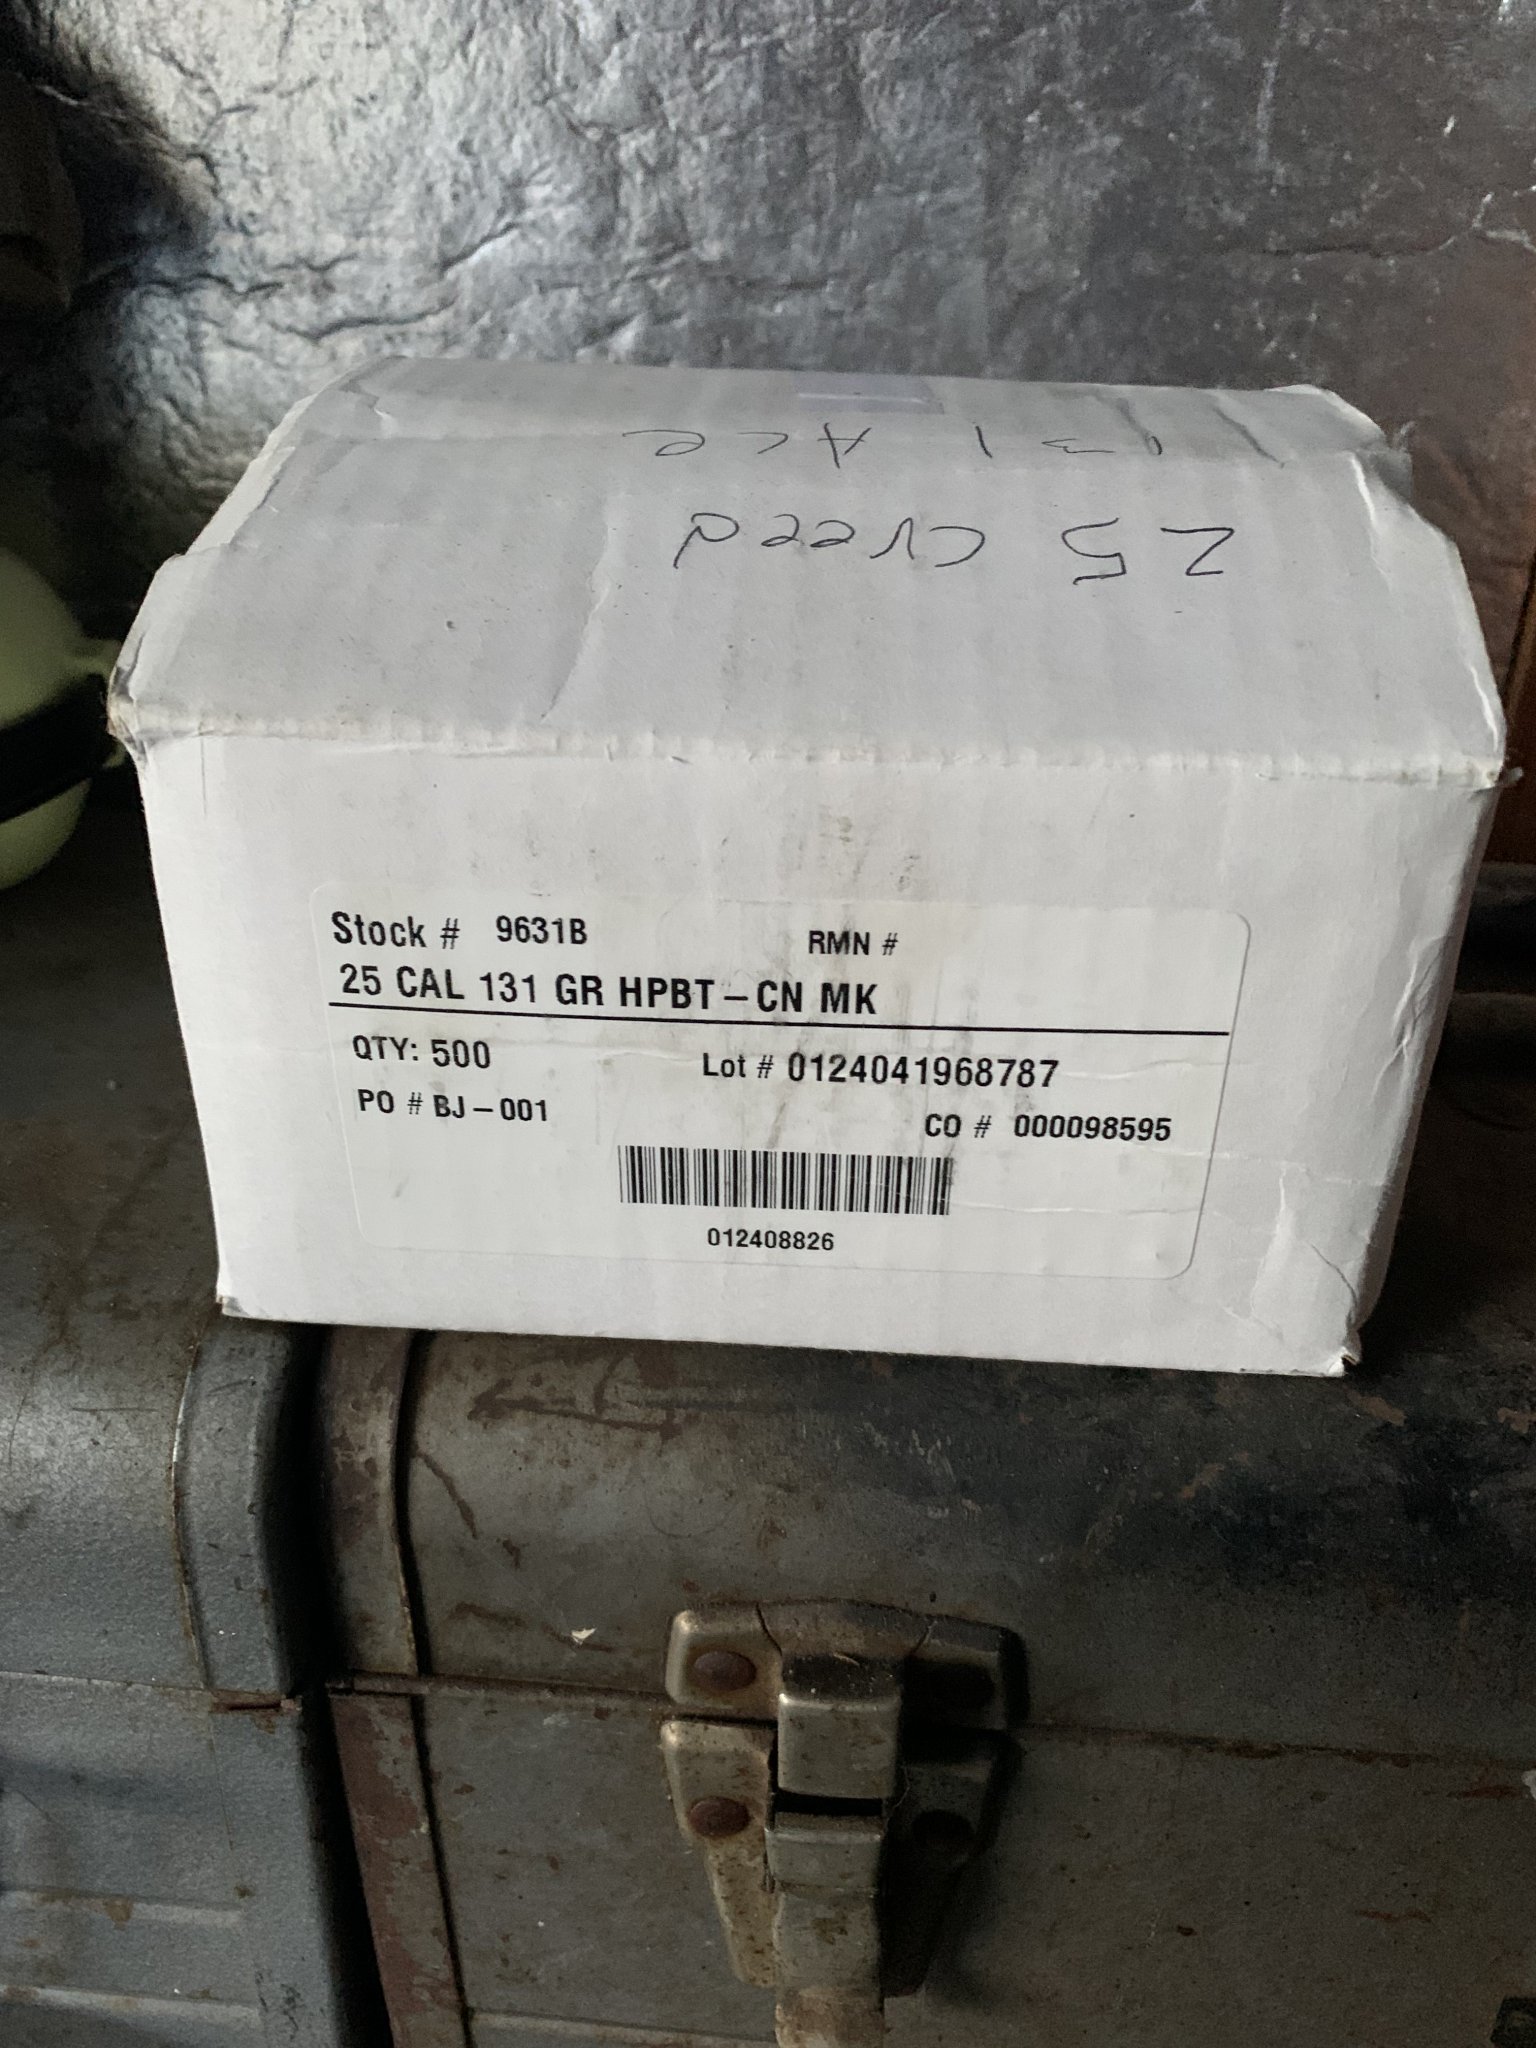 131 Ace
25 creed
Stock # 9631B RMN #
25 CAL 131 GR HPBT-CN MK
QTY: 500 Lot # 0124041968787
PO # BJ-001 CO # 000098595
012408826